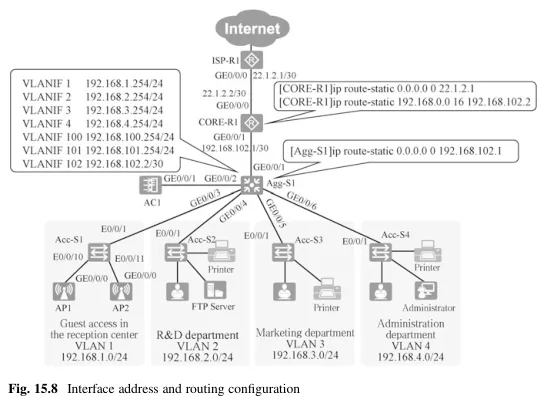 Internet
ISP-R1
GE0/0/0 22.1.2.1/30
22.1.2.2/30
GE0/0/0
CORE-R1
GE0/0/1
192.168.102.1/30
VLANIF 1 192.168.1.254/24
VLANIF 2 192.168.2.254/24
VLANIF 3 192.168.3.254/24
VLANIF 4 192.168.4.254/24
VLANIF 100 192.168.100.254/24
VLANIF 101 192.168.101.254/24
VLANIF 102 192.168.102.2/30
[CORE-R1]ip route-static 0.0.0.0 0 22.1.2.1
[CORE-R1]ip route-static 192.168.0.0 16 192.168.102.2
[Agg-S1]ip route-static 0.0.0.0 0 192.168.102.1
GE0/0/1
GE0/0/1 GE0/0/2
AC1
Agg-S1
GE0/0/3
GE0/0/4
GE0/0/5
GE0/0/6
E0/0/1
Acc-S1
E0/0/10
E0/0/11
GE0/0/0
GE0/0/0
AP1
AP2
Guest access in
the reception center
VLAN 1
192.168.1.0/24
E0/0/1
Acc-S2
Printer
FTP Server
R&D department
VLAN 2
192.168.2.0/24
E0/0/1
Acc-S3
Printer
Marketing department
VLAN 3
192.168.3.0/24
E0/0/1
Acc-S4
Printer
Administrator
Administration
department
VLAN 4
192.168.4.0/24
Fig. 15.8 Interface address and routing configuration